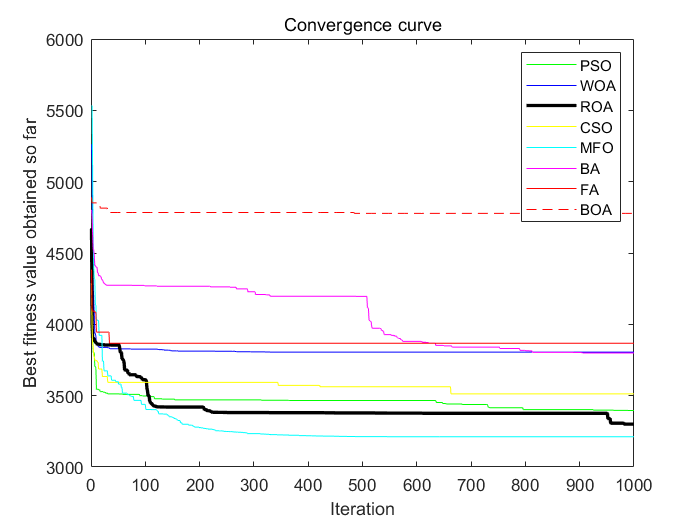 Convergence curve
Best fitness value obtained so far
6000
5500
5000
4500
4000
3500
3000
0 100 200 300 400 500 600 700 800 900 1000
Iteration
PSO
WOA
ROA
CSO
MFO
BA
FA
BOA